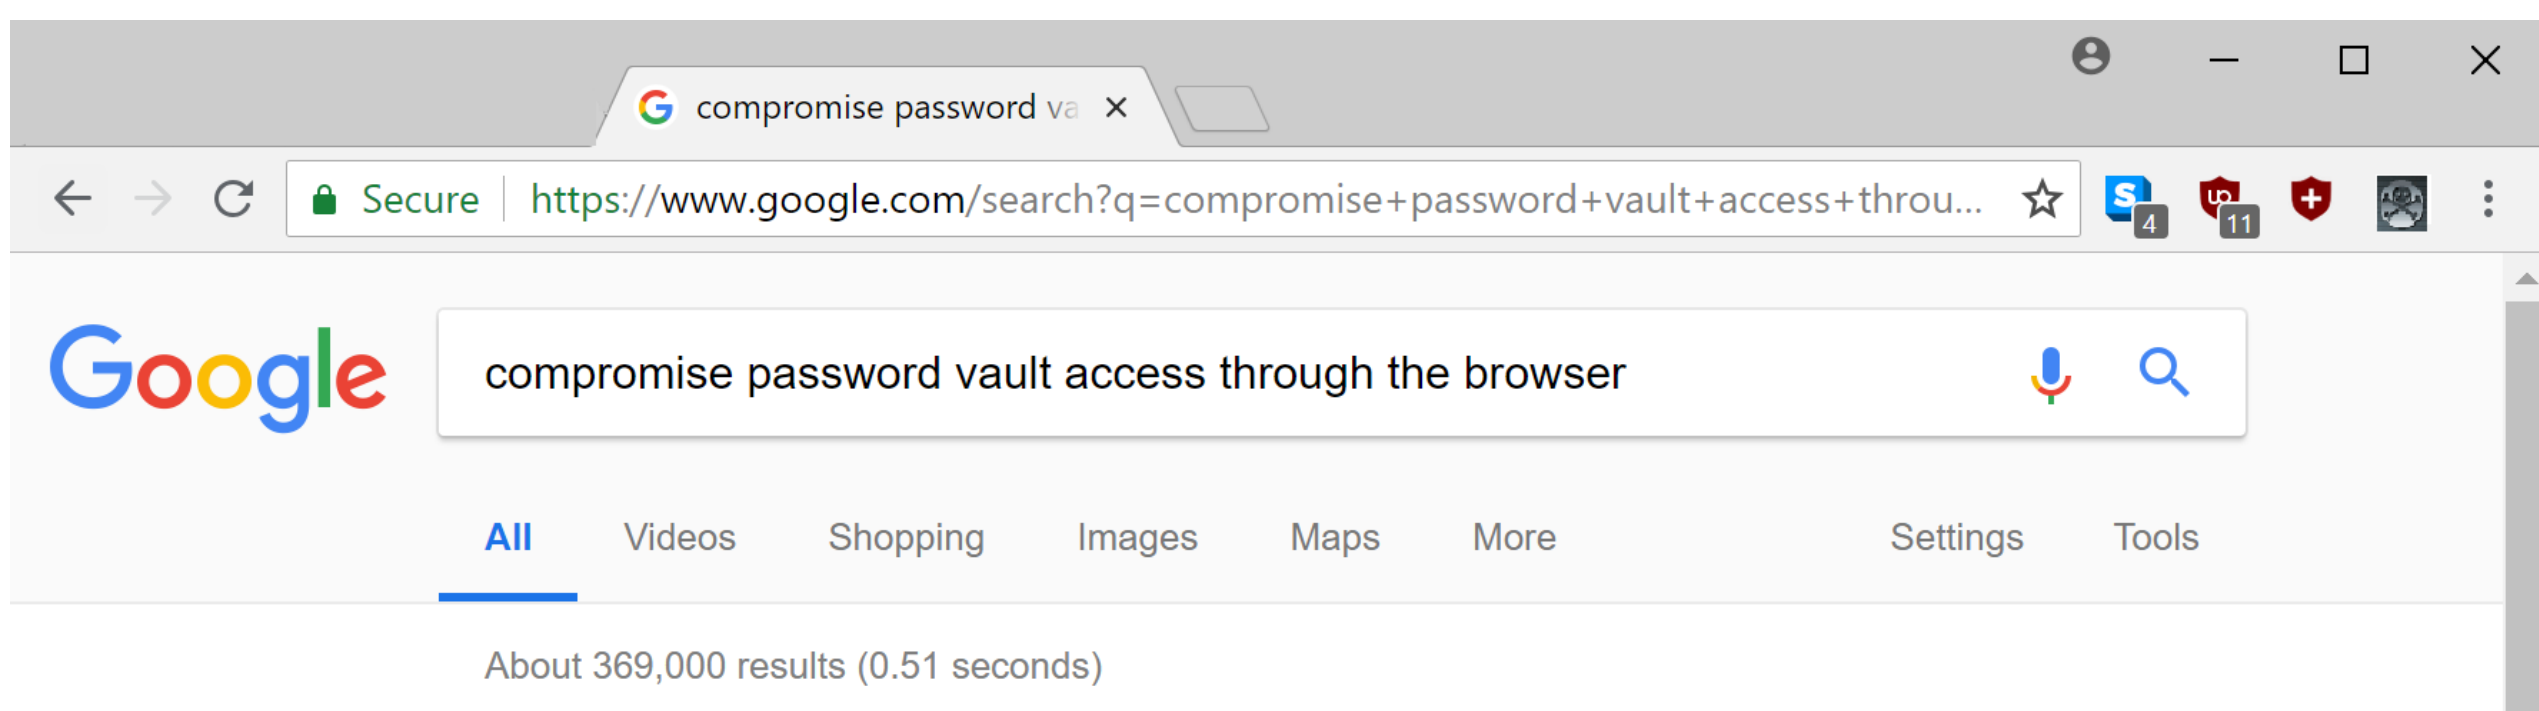 compromise password va
Secure https://www.google.com/search?q=compromise+password+vault+access+throu...
S 4 uo 11
Google compromise password vault access through the browser
All Videos Shopping Images Maps More Settings Tools
About 369,000 results (0.51 seconds)